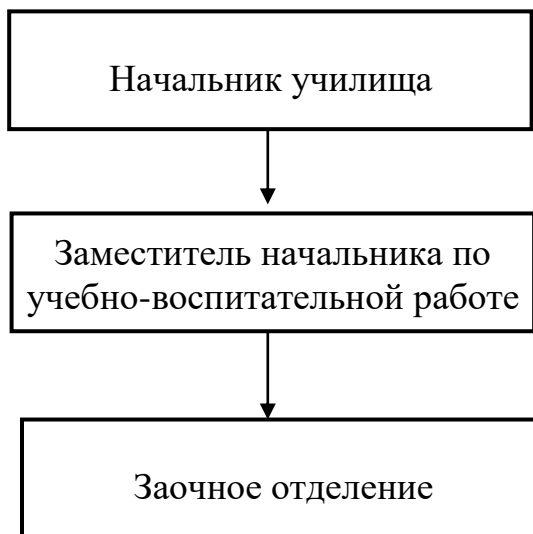 Начальник училища
Заместитель начальника по
учебно-воспитательной работе
Заочное отделение